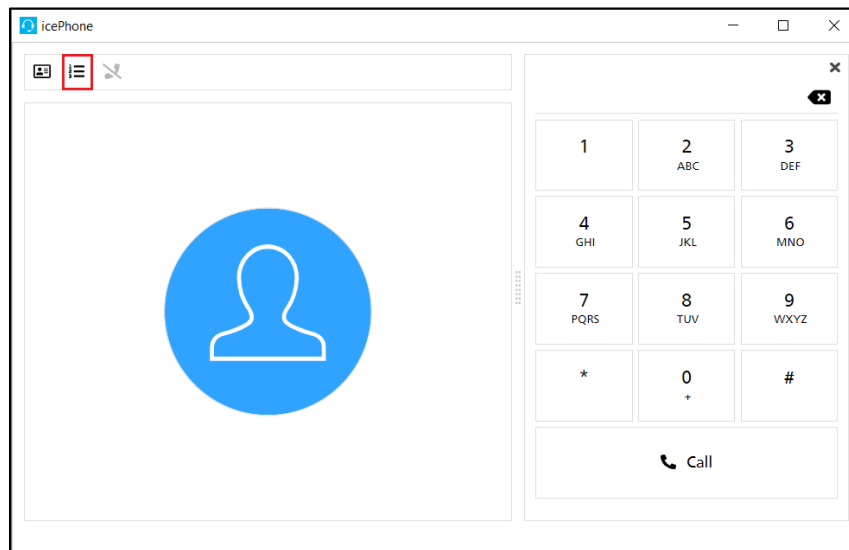 icePhone
1
2
ABC
3
DEF
4
GHI
5
JKL
6
MNO
7
PQRS
8
TUV
9
WXYZ
*
0
+
#
Call